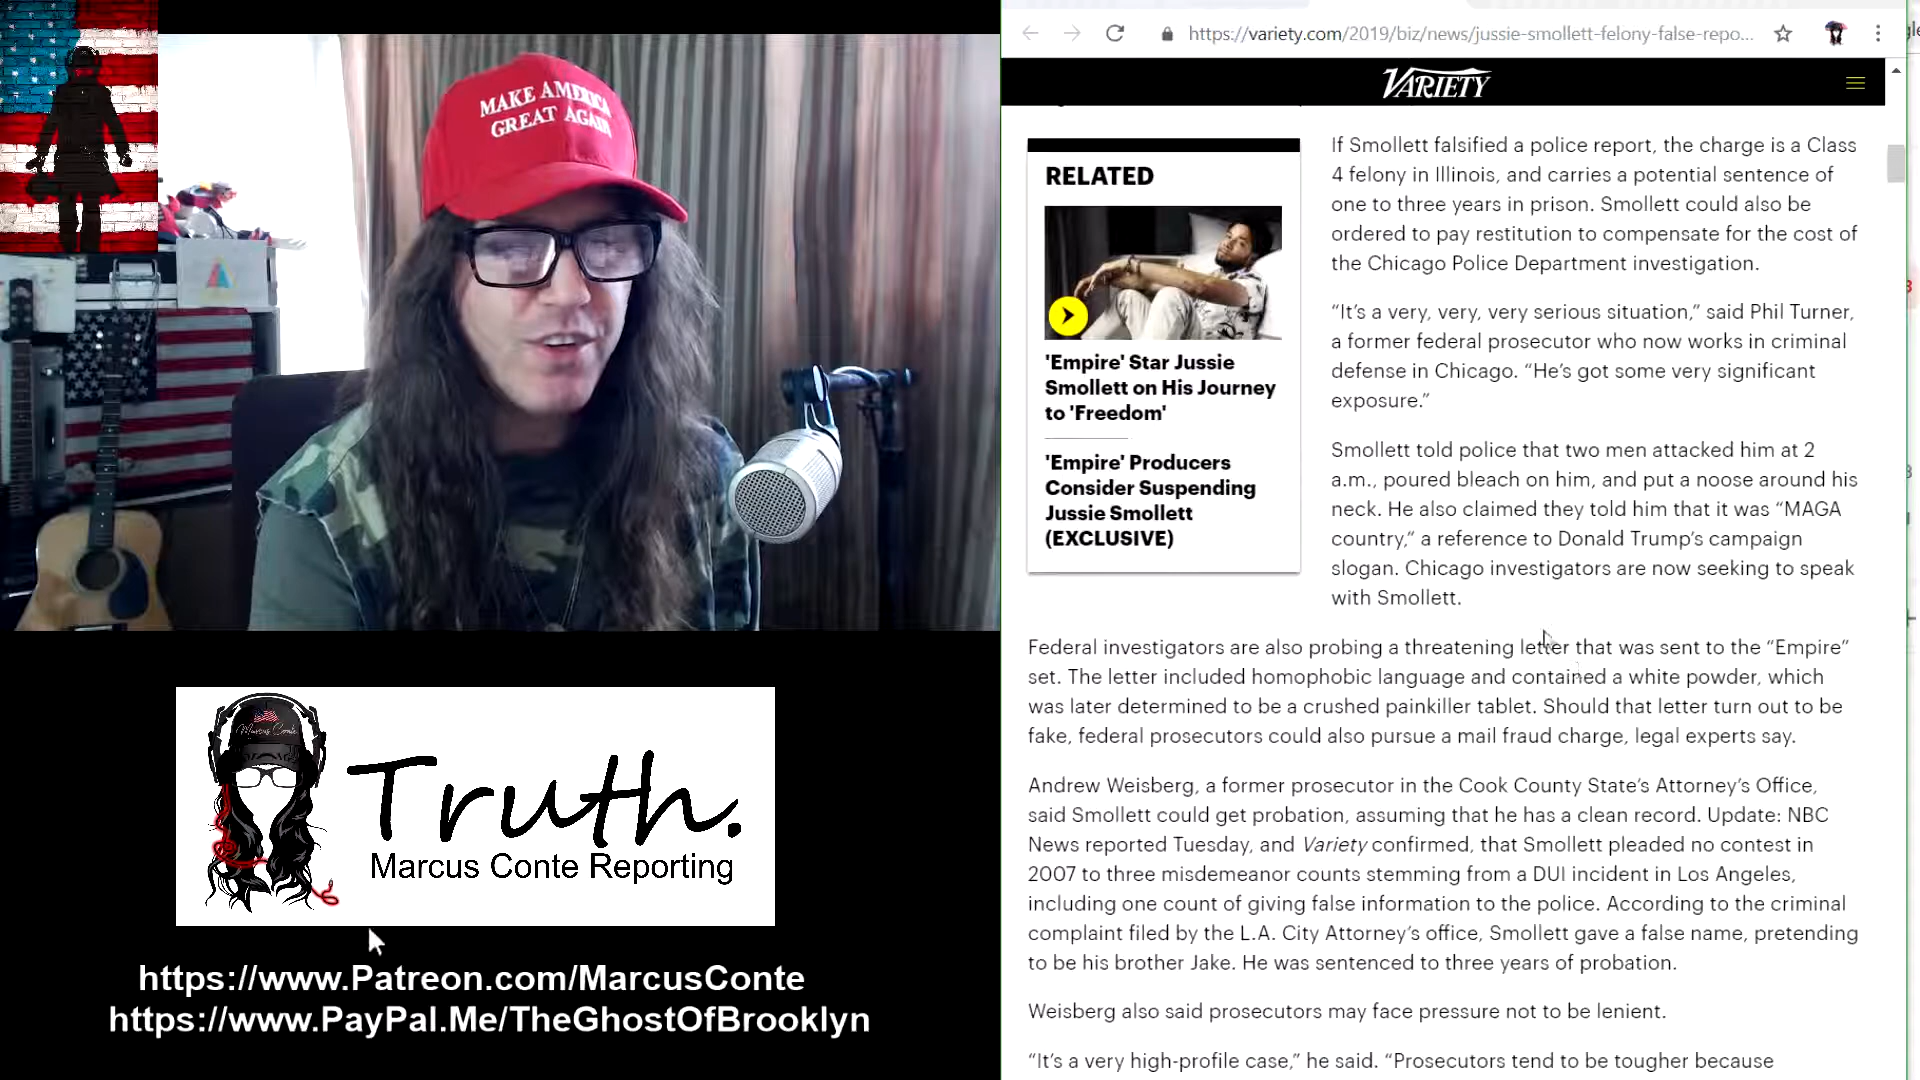 MAKE AMERICA
GREAT AGAIN
Marcus Conte
Truth.
Marcus Conte Reporting
https://www.Patreon.com/MarcusConte
https://www.PayPal.Me/TheGhostOfBrooklyn
https://variety.com/2019/biz/news/jussie-smollett-felony-false-repo...
VARIETY
RELATED
'Empire' Star Jussie
Smollett on His Journey
to 'Freedom'
'Empire' Producers
Consider Suspending
Jussie Smollett
(EXCLUSIVE)
If Smollett falsified a police report, the charge is a Class
4 felony in Illinois, and carries a potential sentence of
one to three years in prison. Smollett could also be
ordered to pay restitution to compensate for the cost of
the Chicago Police Department investigation.
“It’s a very, very, very serious situation,” said Phil Turner,
a former federal prosecutor who now works in criminal
defense in Chicago. “He’s got some very significant
exposure.”
Smollett told police that two men attacked him at 2
a.m., poured bleach on him, and put a noose around his
neck. He also claimed they told him that it was “MAGA
country,” a reference to Donald Trump’s campaign
slogan. Chicago investigators are now seeking to speak
with Smollett.
Federal investigators are also probing a threatening letter that was sent to the “Empire”
set. The letter included homophobic language and contained a white powder, which
was later determined to be a crushed painkiller tablet. Should that letter turn out to be
fake, federal prosecutors could also pursue a mail fraud charge, legal experts say.
Andrew Weisberg, a former prosecutor in the Cook County State’s Attorney’s Office,
said Smollett could get probation, assuming that he has a clean record. Update: NBC
News reported Tuesday, and Variety confirmed, that Smollett pleaded no contest in
2007 to three misdemeanor counts stemming from a DUI incident in Los Angeles,
including one count of giving false information to the police. According to the criminal
complaint filed by the L.A. City Attorney’s office, Smollett gave a false name, pretending
to be his brother Jake. He was sentenced to three years of probation.
Weisberg also said prosecutors may face pressure not to be lenient.
“It’s a very high-profile case,” he said. “Prosecutors tend to be tougher because